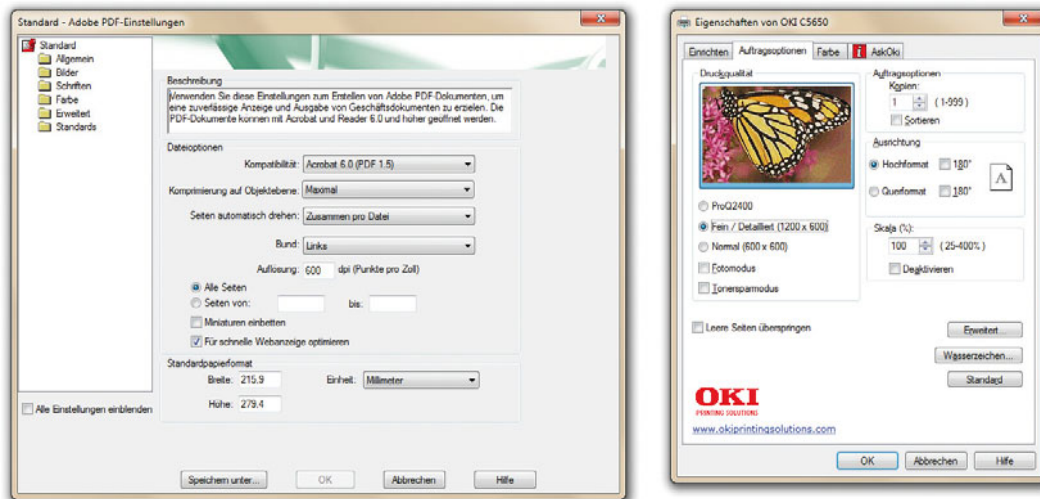 Standard - Adobe PDF-Einstellungen
Standard
Allgemein
Bilder
Schriften
Farbe
Erweitert
Standards
Alle Einstellungen einblenden
Beschreibung
Verwenden Sie diese Einstellungen zum Erstellen von Adobe PDF-Dokumenten, um
eine zuverlässige Anzeige und Ausgabe von Geschäftsdokumenten zu erzielen. Die
PDF-Dokumente können mit Acrobat und Reader 6.0 und höher geöffnet werden.
Dateioptionen
Kompatibilität: Acrobat 6.0 (PDF 1.5)
Komprimierung auf Objektebene: Maximal
Seiten automatisch drehen: Zusammen pro Datei
Bund: Links
Auflösung: 600 dpi (Punkte pro Zoll)
Alle Seiten
Seiten von: bis:
Miniaturen einbetten
Für schnelle Webanzeige optimieren
Standardpapierformat
Breite: 215.9 Einheit: Millimeter
Höhe: 279.4
Speichern unter... OK Abbrechen Hilfe
Eigenschaften von OKI C5650
Einrichten Auftragsoptionen Farbe AskOki
Druckqualität
ProQ2400
Fein / Detailliert (1200 x 600)
Normal (600 x 600)
Fotomodus
Tonersparmodus
Auftragsoptionen
Kopien:
1 (1-999)
Sortieren
Ausrichtung
Hochformat 180°
Querformat 180°
A
Skala (%):
100 (25-400%)
Deaktivieren
Leere Seiten überspringen
Erweitert...
Wasserzeichen...
Standard
OKI
PRINTING SOLUTIONS
www.okiprintingsolutions.com
OK Abbrechen Hilfe